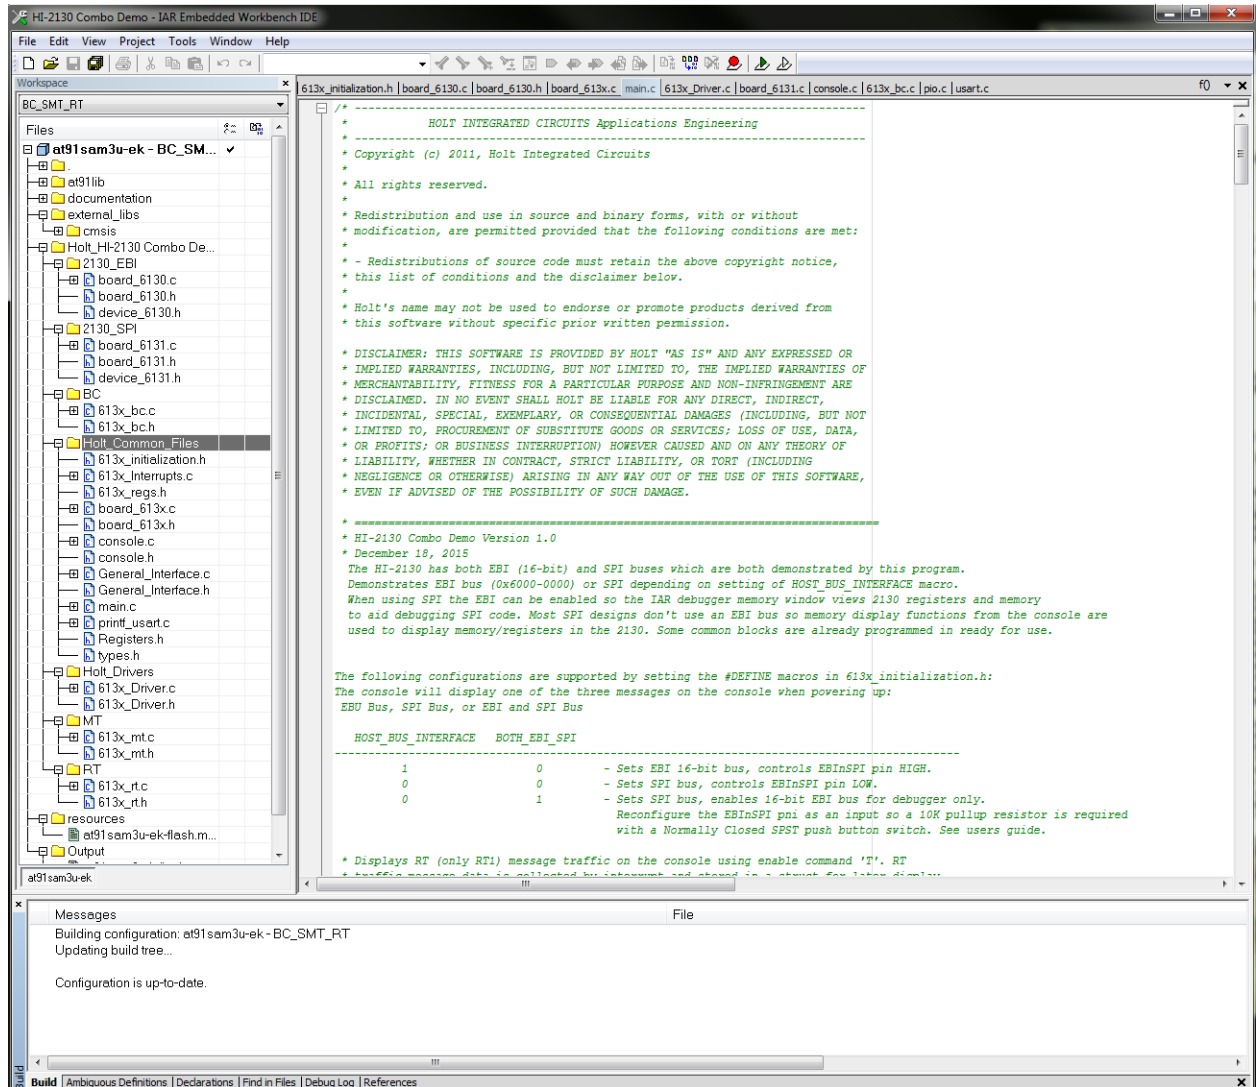 HI-2130 Combo Demo - IAR Embedded Workbench IDE
File Edit View Project Tools Window Help
Workspace
BC_SMT_RT
Files
at91sam3u-ek - BC_SM...
.
at91lib
documentation
external_libs
cmsis
Holt_HI-2130 Combo De...
2130_EBI
board_6130.c
board_6130.h
device_6130.h
2130_SPI
board_6131.c
board_6131.h
device_6131.h
BC
613x_bc.c
613x_bc.h
Holt_Common_Files
613x_initialization.h
613x_Interrupts.c
613x_regs.h
board_613x.c
board_613x.h
console.c
console.h
General_Interface.c
General_Interface.h
main.c
printf_usart.c
Registers.h
types.h
Holt_Drivers
613x_Driver.c
613x_Driver.h
MT
613x_mt.c
613x_mt.h
RT
613x_rt.c
613x_rt.h
resources
at91sam3u-ek-flash.m...
Output
at91sam3u-ek
613x_initialization.h | board_6130.c | board_6130.h | board_613x.c | main.c | 613x_Driver.c | board_6131.c | console.c | 613x_bc.c | pio.c | usart.c
f0
/* ----------------------------------------------------------------------------
* HOLT INTEGRATED CIRCUITS Applications Engineering
* ----------------------------------------------------------------------------
* Copyright (c) 2011, Holt Integrated Circuits
*
* All rights reserved.
*
* Redistribution and use in source and binary forms, with or without
* modification, are permitted provided that the following conditions are met:
*
* - Redistributions of source code must retain the above copyright notice,
* this list of conditions and the disclaimer below.
*
* Holt's name may not be used to endorse or promote products derived from
* this software without specific prior written permission.
* DISCLAIMER: THIS SOFTWARE IS PROVIDED BY HOLT "AS IS" AND ANY EXPRESSED OR
* IMPLIED WARRANTIES, INCLUDING, BUT NOT LIMITED TO, THE IMPLIED WARRANTIES OF
* MERCHANTABILITY, FITNESS FOR A PARTICULAR PURPOSE AND NON-INFRINGEMENT ARE
* DISCLAIMED. IN NO EVENT SHALL HOLT BE LIABLE FOR ANY DIRECT, INDIRECT,
* INCIDENTAL, SPECIAL, EXEMPLARY, OR CONSEQUENTIAL DAMAGES (INCLUDING, BUT NOT
* LIMITED TO, PROCUREMENT OF SUBSTITUTE GOODS OR SERVICES; LOSS OF USE, DATA,
* OR PROFITS; OR BUSINESS INTERRUPTION) HOWEVER CAUSED AND ON ANY THEORY OF
* LIABILITY, WHETHER IN CONTRACT, STRICT LIABILITY, OR TORT (INCLUDING
* NEGLIGENCE OR OTHERWISE) ARISING IN ANY WAY OUT OF THE USE OF THIS SOFTWARE,
* EVEN IF ADVISED OF THE POSSIBILITY OF SUCH DAMAGE.
* ==============================================================================
* HI-2130 Combo Demo Version 1.0
* December 18, 2015
The HI-2130 has both EBI (16-bit) and SPI buses which are both demonstrated by this program.
Demonstrates EBI bus (0x6000-0000) or SPI depending on setting of HOST_BUS_INTERFACE macro.
When using SPI the EBI can be enabled so the IAR debugger memory window views 2130 registers and memory
to aid debugging SPI code. Most SPI designs don't use an EBI bus so memory display functions from the console are
used to display memory/registers in the 2130. Some common blocks are already programmed in ready for use.
The following configurations are supported by setting the #DEFINE macros in 613x_initialization.h:
The console will display one of the three messages on the console when powering up:
EBU Bus, SPI Bus, or EBI and SPI Bus
HOST_BUS_INTERFACE BOTH_EBI_SPI
---------------------------------------------------------------------------------------------
1 0 - Sets EBI 16-bit bus, controls EBInSPI pin HIGH.
0 0 - Sets SPI bus, controls EBInSPI pin LOW.
0 1 - Sets SPI bus, enables 16-bit EBI bus for debugger only.
Reconfigure the EBInSPI pni as an input so a 10K pullup resistor is required
with a Normally Closed SPST push button switch. See users guide.
* Displays RT (only RT1) message traffic on the console using enable command 'T'. RT
* traffic message data is collected by interrupt and stored in a struct for later display
Messages File
Building configuration: at91sam3u-ek - BC_SMT_RT
Updating build tree...
Configuration is up-to-date.
Build
Build | Ambiguous Definitions | Declarations | Find in Files | Debug Log | References